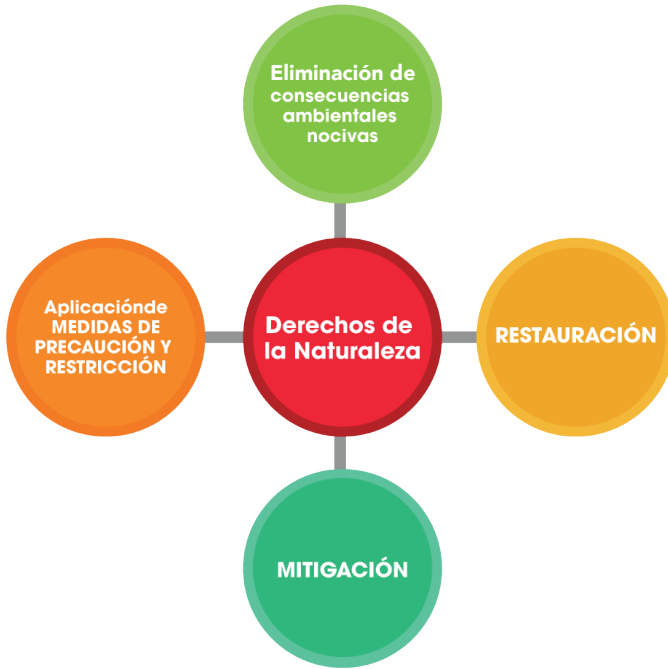 Eliminación de
consecuencias
ambientales
nocivas
Aplicaciónde
MEDIDAS DE
PRECAUCIÓN Y
RESTRICCIÓN
Derechos de
la Naturaleza
RESTAURACIÓN
MITIGACIÓN